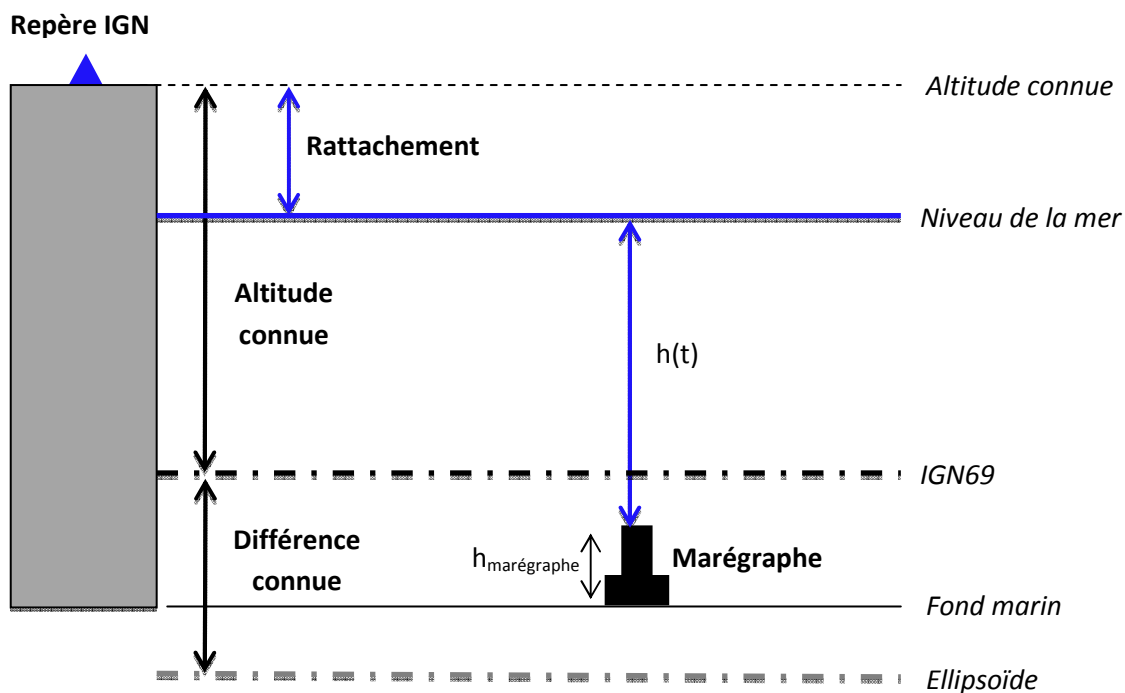 Repère IGN
Altitude connue
Rattachement
Niveau de la mer
Altitude
connue
h(t)
IGN69
Différence
connue
hmarégraphe
Marégraphe
Fond marin
Ellipsoïde